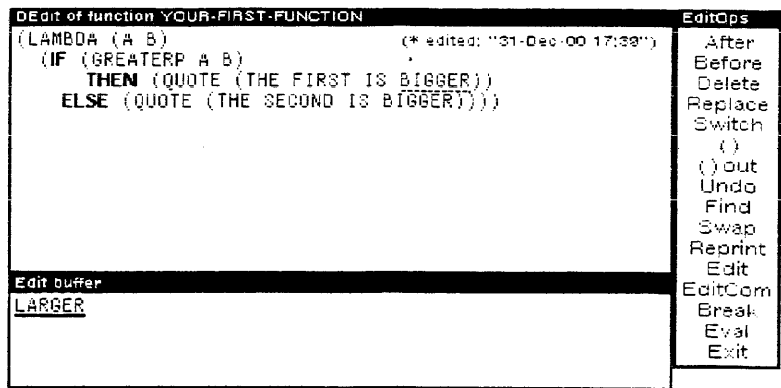 DEdit of function YOUR-FIRST-FUNCTION
(LAMBDA (A B) (* edited: "31-Dec-00 17:39")
(IF (GREATERP A B)
THEN (QUOTE (THE FIRST IS BIGGER))
ELSE (QUOTE (THE SECOND IS BIGGER))))
Edit buffer
LARGER
EditOps
After
Before
Delete
Replace
Switch
()
() out
Undo
Find
Swap
Reprint
Edit
EditCom
Break
Eval
Exit